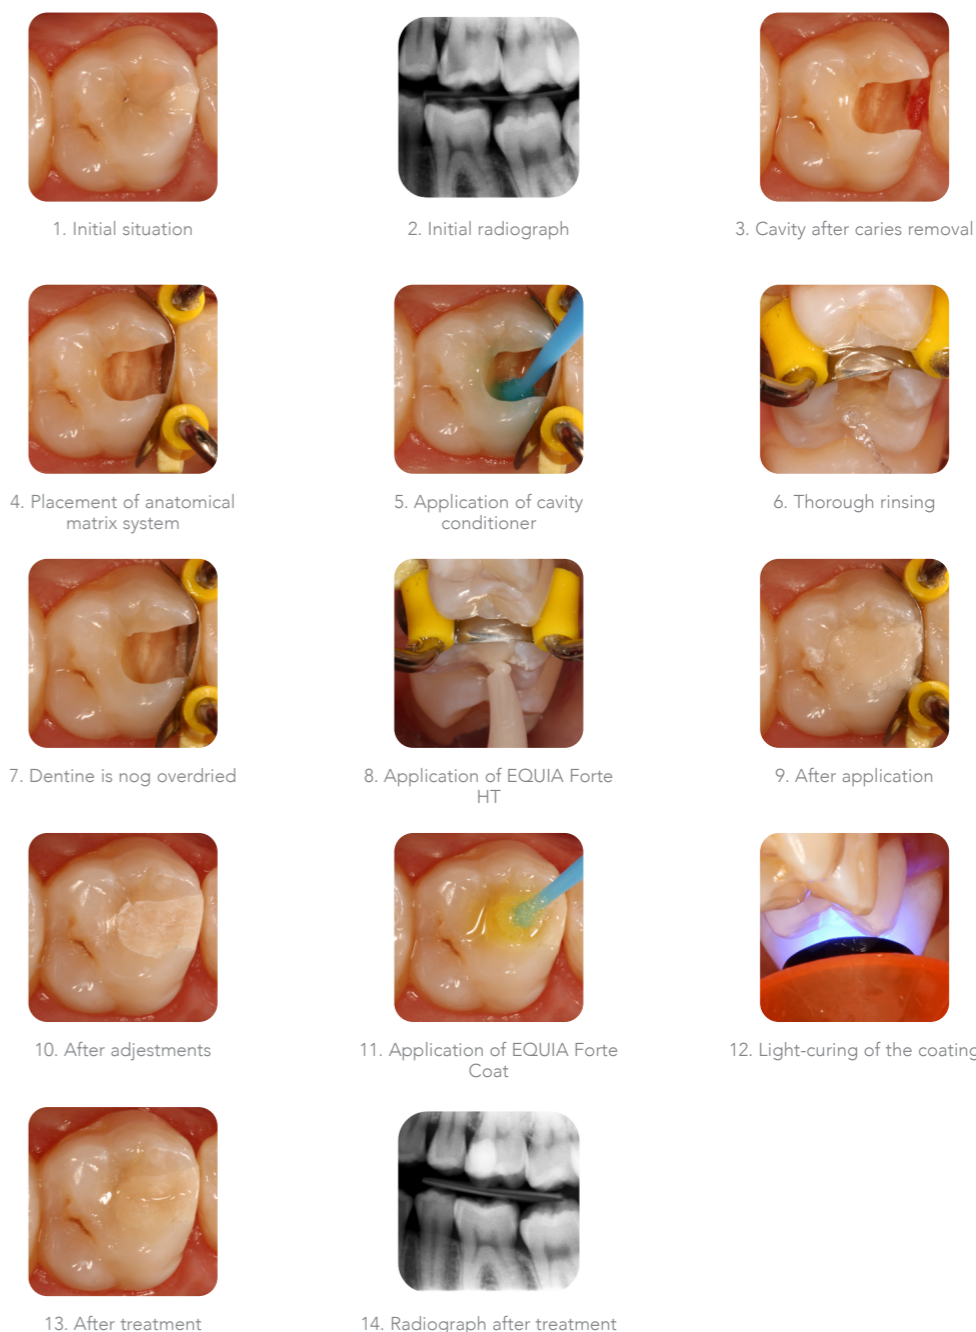 1. Initial situation
2. Initial radiograph
3. Cavity after caries removal
4. Placement of anatomical
matrix system
5. Application of cavity
conditioner
6. Thorough rinsing
7. Dentine is nog overdried
8. Application of EQUIA Forte
HT
9. After application
10. After adjestments
11. Application of EQUIA Forte
Coat
12. Light-curing of the coating
13. After treatment
14. Radiograph after treatment